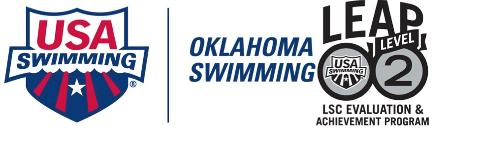 USA
SWIMMING®
OKLAHOMA
SWIMMING
LEAP
LEVEL
2
USA
SWIMMING
LSC EVALUATION &
ACHIEVEMENT PROGRAM